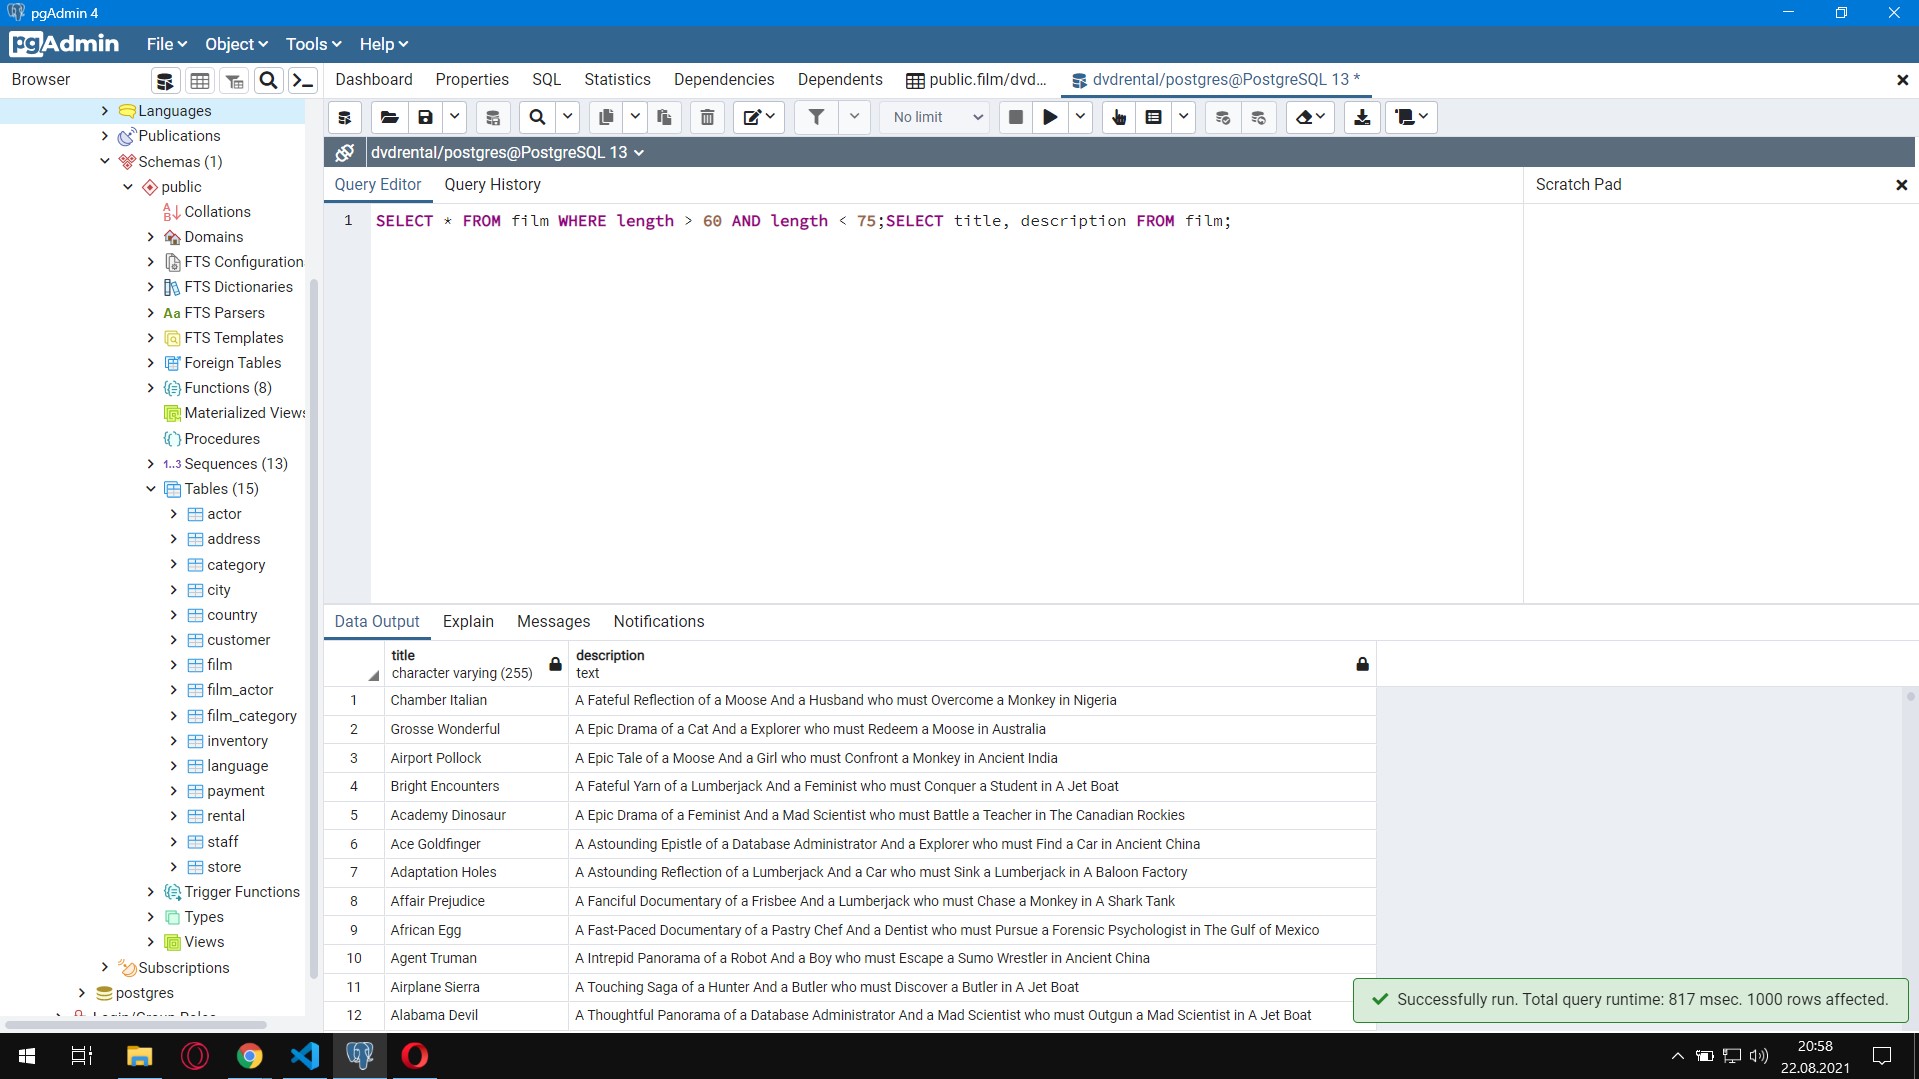 pgAdmin 4
pgAdmin File Object Tools Help
Browser
Dashboard Properties SQL Statistics Dependencies Dependents public.film/dvd... dvdrental/postgres@PostgreSQL 13 *
No limit
dvdrental/postgres@PostgreSQL 13
Query Editor Query History
Scratch Pad
1 SELECT * FROM film WHERE length > 60 AND length < 75;SELECT title, description FROM film;
Languages
Publications
Schemas (1)
public
Collations
Domains
FTS Configuration
FTS Dictionaries
Aa FTS Parsers
FTS Templates
Foreign Tables
Functions (8)
Materialized Views
Procedures
1..3 Sequences (13)
Tables (15)
actor
address
category
city
country
customer
film
film_actor
film_category
inventory
language
payment
rental
staff
store
Trigger Functions
Types
Views
Subscriptions
postgres
Data Output Explain Messages Notifications
title
character varying (255)
description
text
1 Chamber Italian A Fateful Reflection of a Moose And a Husband who must Overcome a Monkey in Nigeria
2 Grosse Wonderful A Epic Drama of a Cat And a Explorer who must Redeem a Moose in Australia
3 Airport Pollock A Epic Tale of a Moose And a Girl who must Confront a Monkey in Ancient India
4 Bright Encounters A Fateful Yarn of a Lumberjack And a Feminist who must Conquer a Student in A Jet Boat
5 Academy Dinosaur A Epic Drama of a Feminist And a Mad Scientist who must Battle a Teacher in The Canadian Rockies
6 Ace Goldfinger A Astounding Epistle of a Database Administrator And a Explorer who must Find a Car in Ancient China
7 Adaptation Holes A Astounding Reflection of a Lumberjack And a Car who must Sink a Lumberjack in A Baloon Factory
8 Affair Prejudice A Fanciful Documentary of a Frisbee And a Lumberjack who must Chase a Monkey in A Shark Tank
9 African Egg A Fast-Paced Documentary of a Pastry Chef And a Dentist who must Pursue a Forensic Psychologist in The Gulf of Mexico
10 Agent Truman A Intrepid Panorama of a Robot And a Boy who must Escape a Sumo Wrestler in Ancient China
11 Airplane Sierra A Touching Saga of a Hunter And a Butler who must Discover a Butler in A Jet Boat
12 Alabama Devil A Thoughtful Panorama of a Database Administrator And a Mad Scientist who must Outgun a Mad Scientist in A Jet Boat
Successfully run. Total query runtime: 817 msec. 1000 rows affected.
20:58
22.08.2021